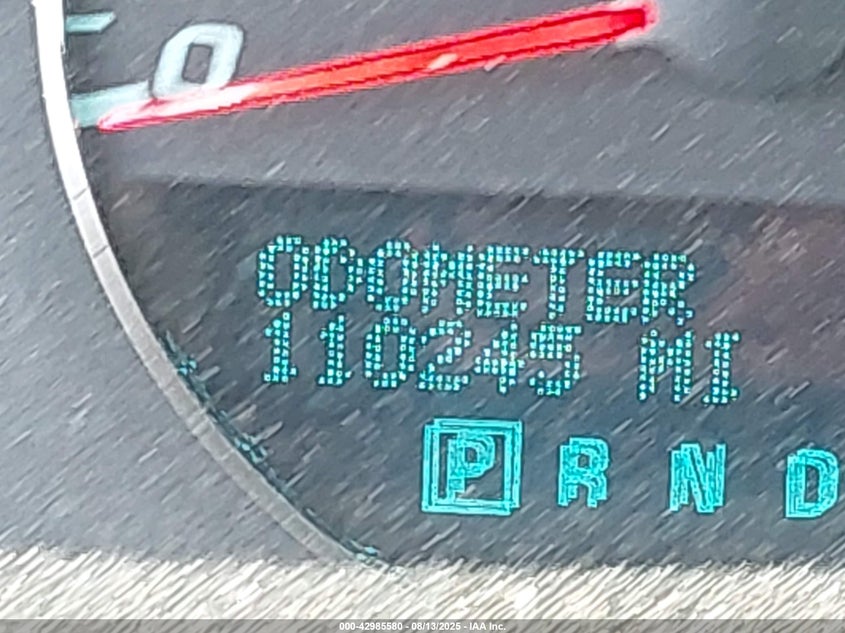 0
ODOMETER
110245 MI
P R N D
000-42985580 - 08/13/2025 - IAA Inc.